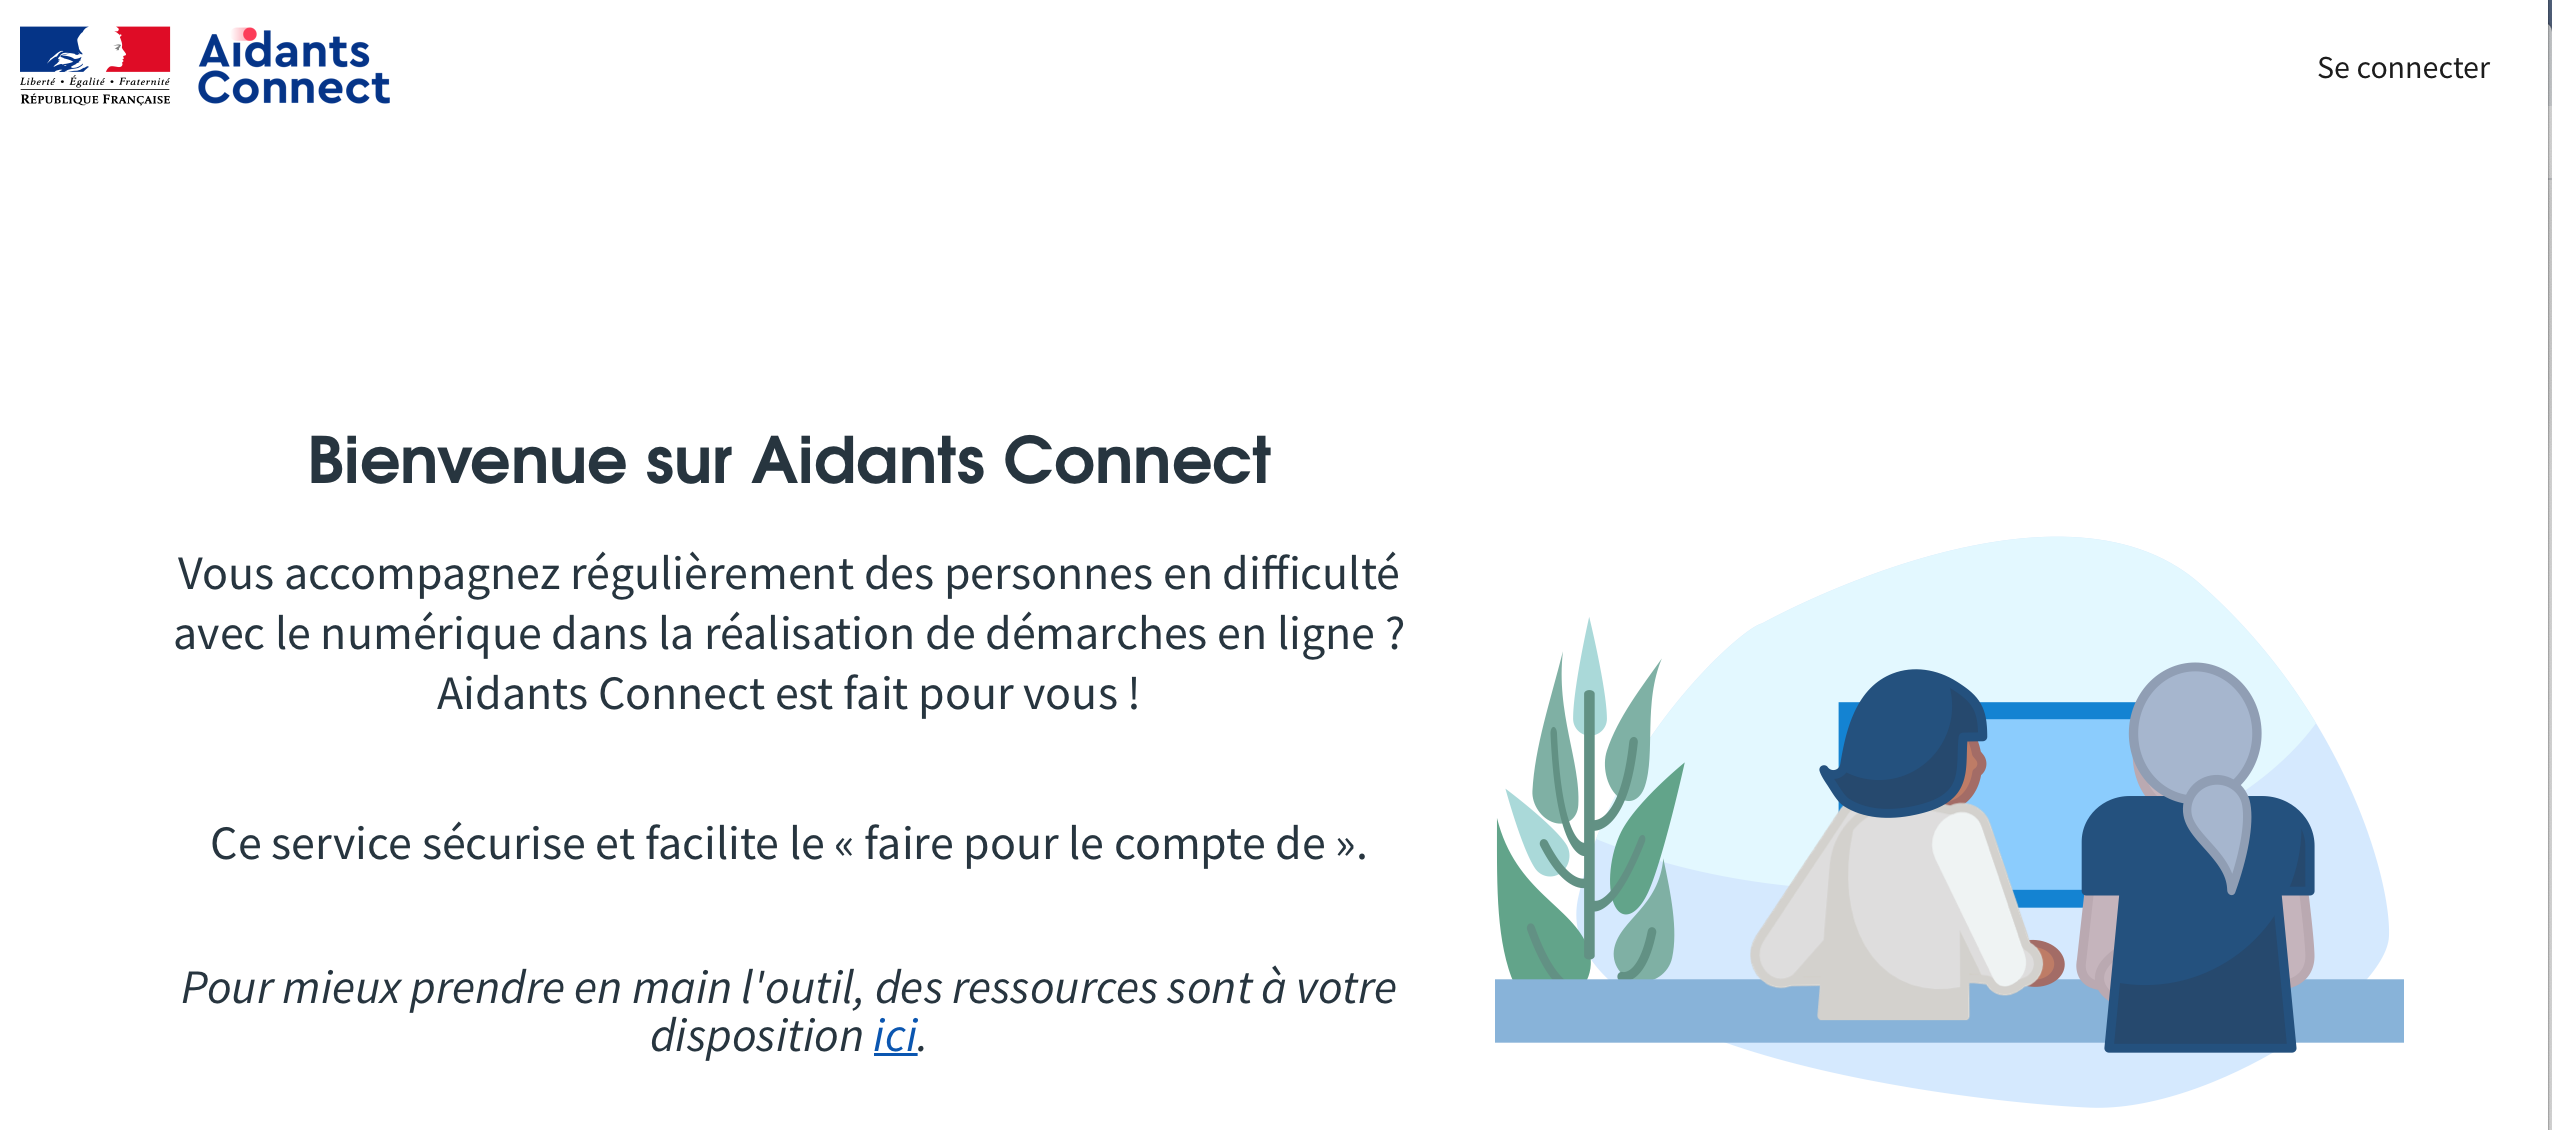 Liberté • Égalité • Fraternité
RÉPUBLIQUE FRANÇAISE
Aidants
Connect
Se connecter
Bienvenue sur Aidants Connect
Vous accompagnez régulièrement des personnes en difficulté
avec le numérique dans la réalisation de démarches en ligne ?
Aidants Connect est fait pour vous !
Ce service sécurise et facilite le « faire pour le compte de ».
Pour mieux prendre en main l'outil, des ressources sont à votre
disposition ici.